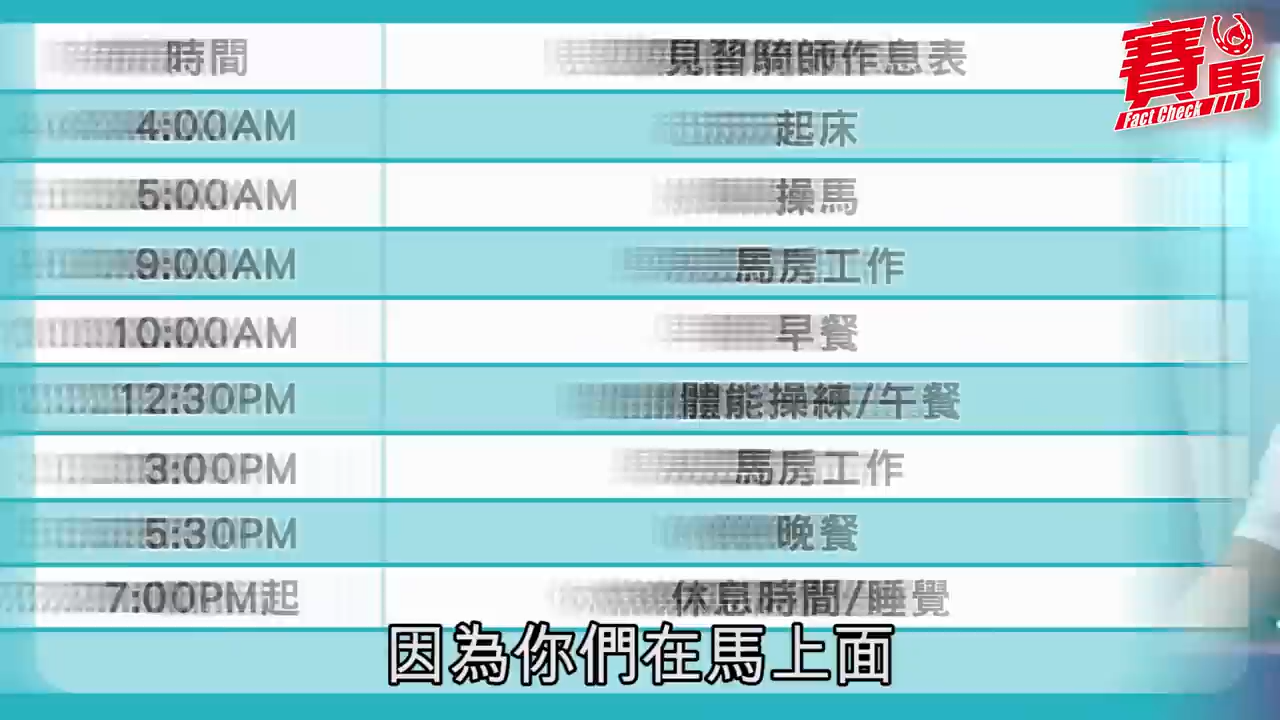 賽馬
Fact Check
時間 見習騎師作息表
4:00AM 起床
5:00AM 操馬
9:00AM 馬房工作
10:00AM 早餐
12:30PM 體能操練/午餐
3:00PM 馬房工作
5:30PM 晚餐
7:00PM起 休息時間/睡覺
因為你們在馬上面